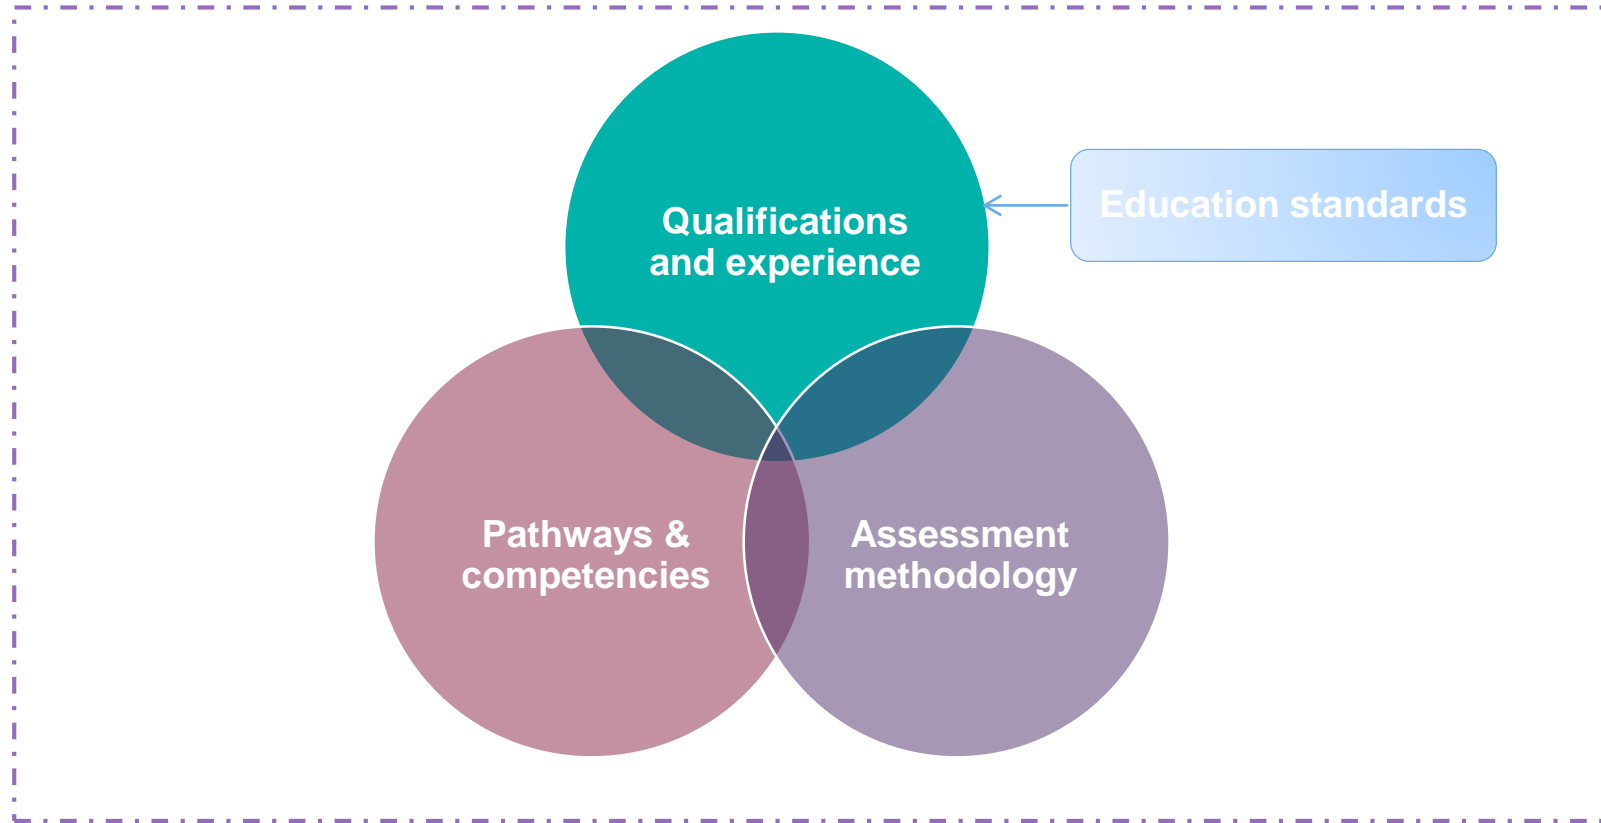 Qualifications
and experience
Education standards
Pathways &
competencies
Assessment
methodology